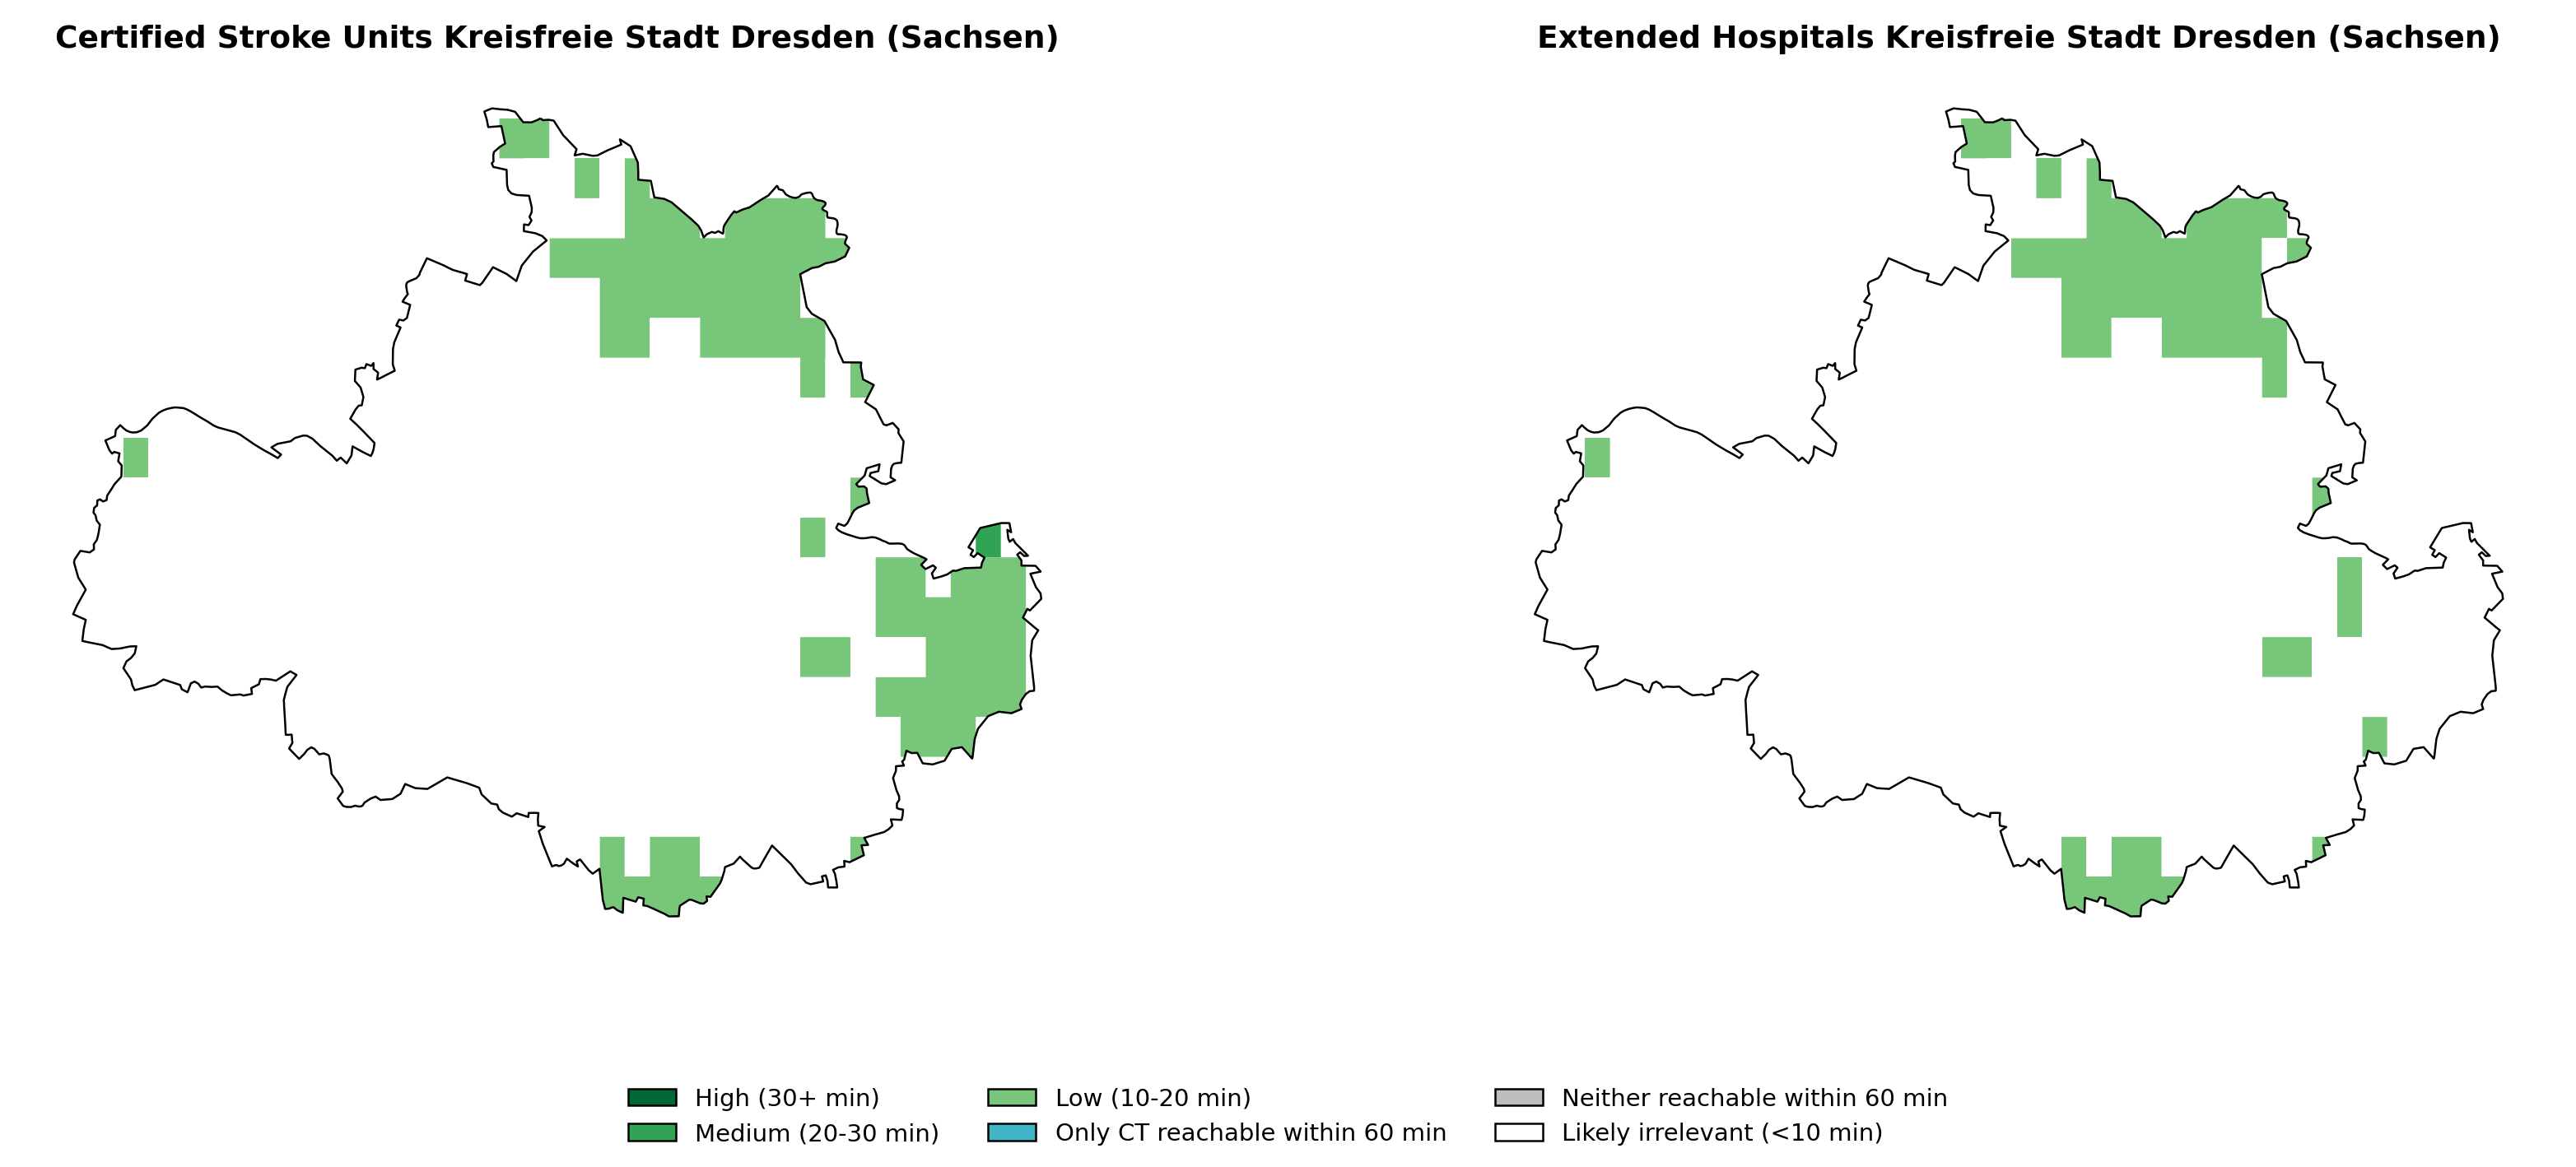 Certified Stroke Units Kreisfreie Stadt Dresden (Sachsen)
Extended Hospitals Kreisfreie Stadt Dresden (Sachsen)
High (30+ min)
Medium (20-30 min)
Low (10-20 min)
Only CT reachable within 60 min
Neither reachable within 60 min
Likely irrelevant (<10 min)